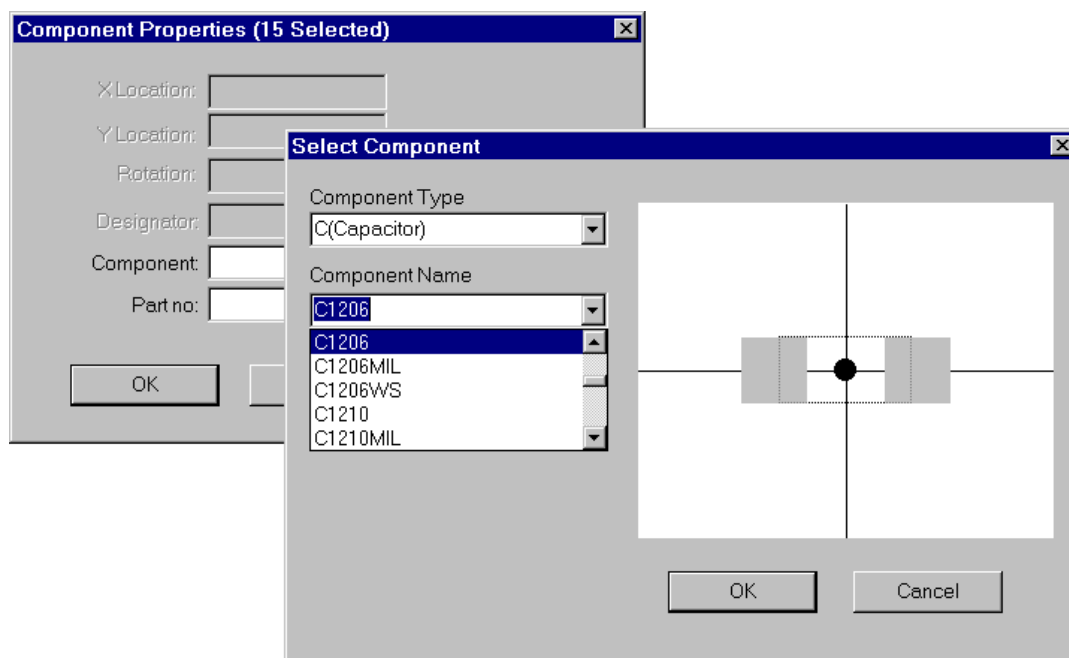 Component Properties (15 Selected)
X Location:
Y Location:
Rotation:
Designator:
Component:
Part no:
OK
Select Component
Component Type
C(Capacitor)
Component Name
C1206
C1206
C1206MIL
C1206WS
C1210
C1210MIL
OK
Cancel